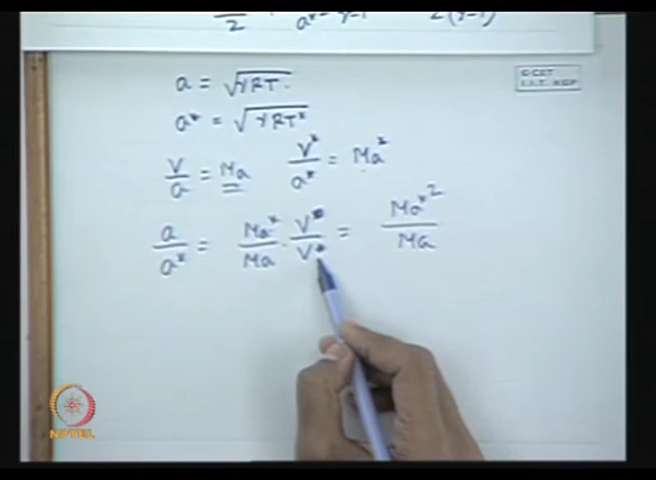 a = √γRT.
© CET
I.I.T. KGP
a* = √γRT*
V/a = Ma  V*/a* = Ma*
a/a* = Ma*/Ma · V*/V* = Ma*²/Ma
NPTEL